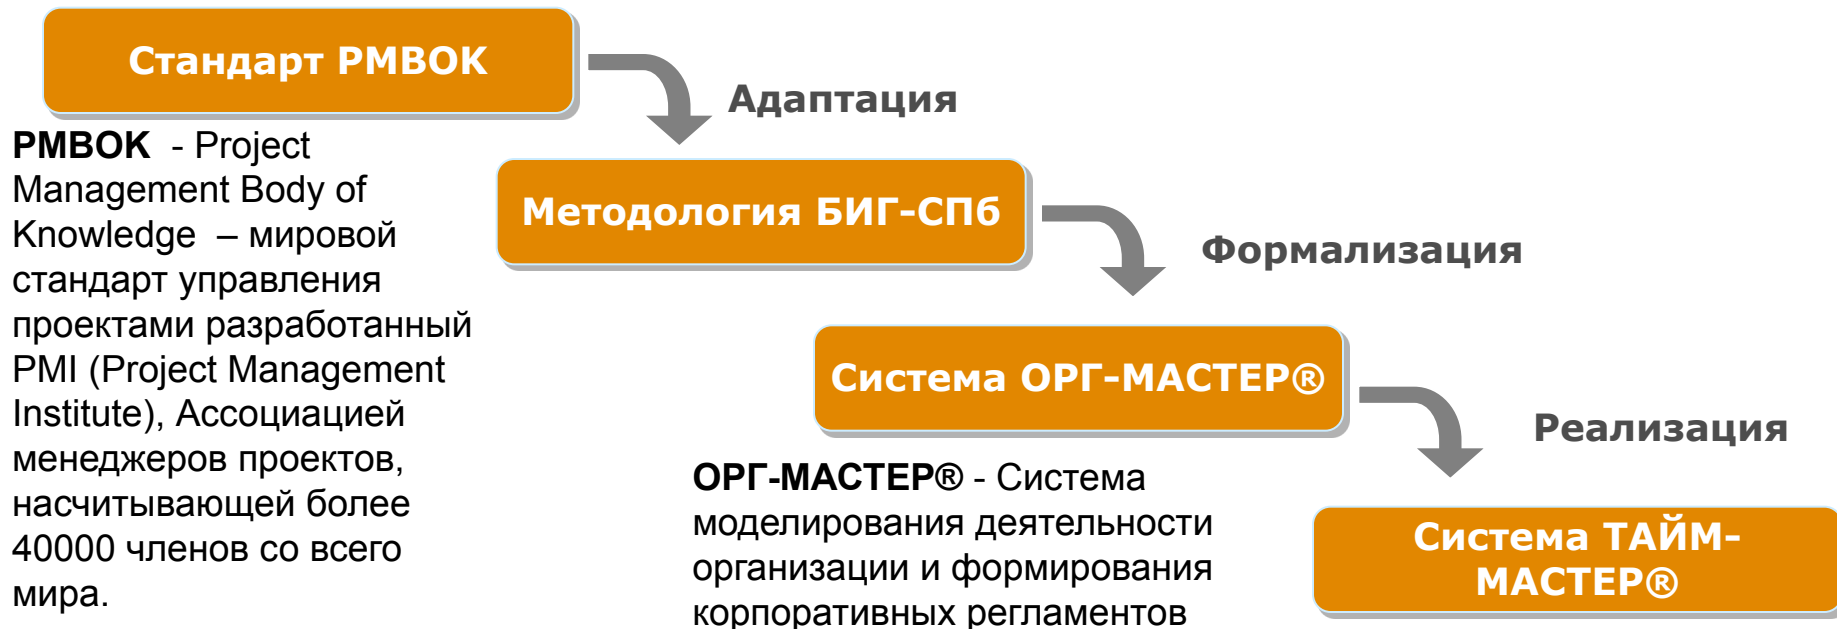 Стандарт PMBOK
Адаптация
PMBOK - Project
Management Body of
Knowledge – мировой
стандарт управления
проектами разработанный
PMI (Project Management
Institute), Ассоциацией
менеджеров проектов,
насчитывающей более
40000 членов со всего
мира.
Методология БИГ-СПб
Формализация
Система ОРГ-МАСТЕР®
Реализация
ОРГ-МАСТЕР® - Система
моделирования деятельности
организации и формирования
корпоративных регламентов
Система ТАЙМ-
МАСТЕР®